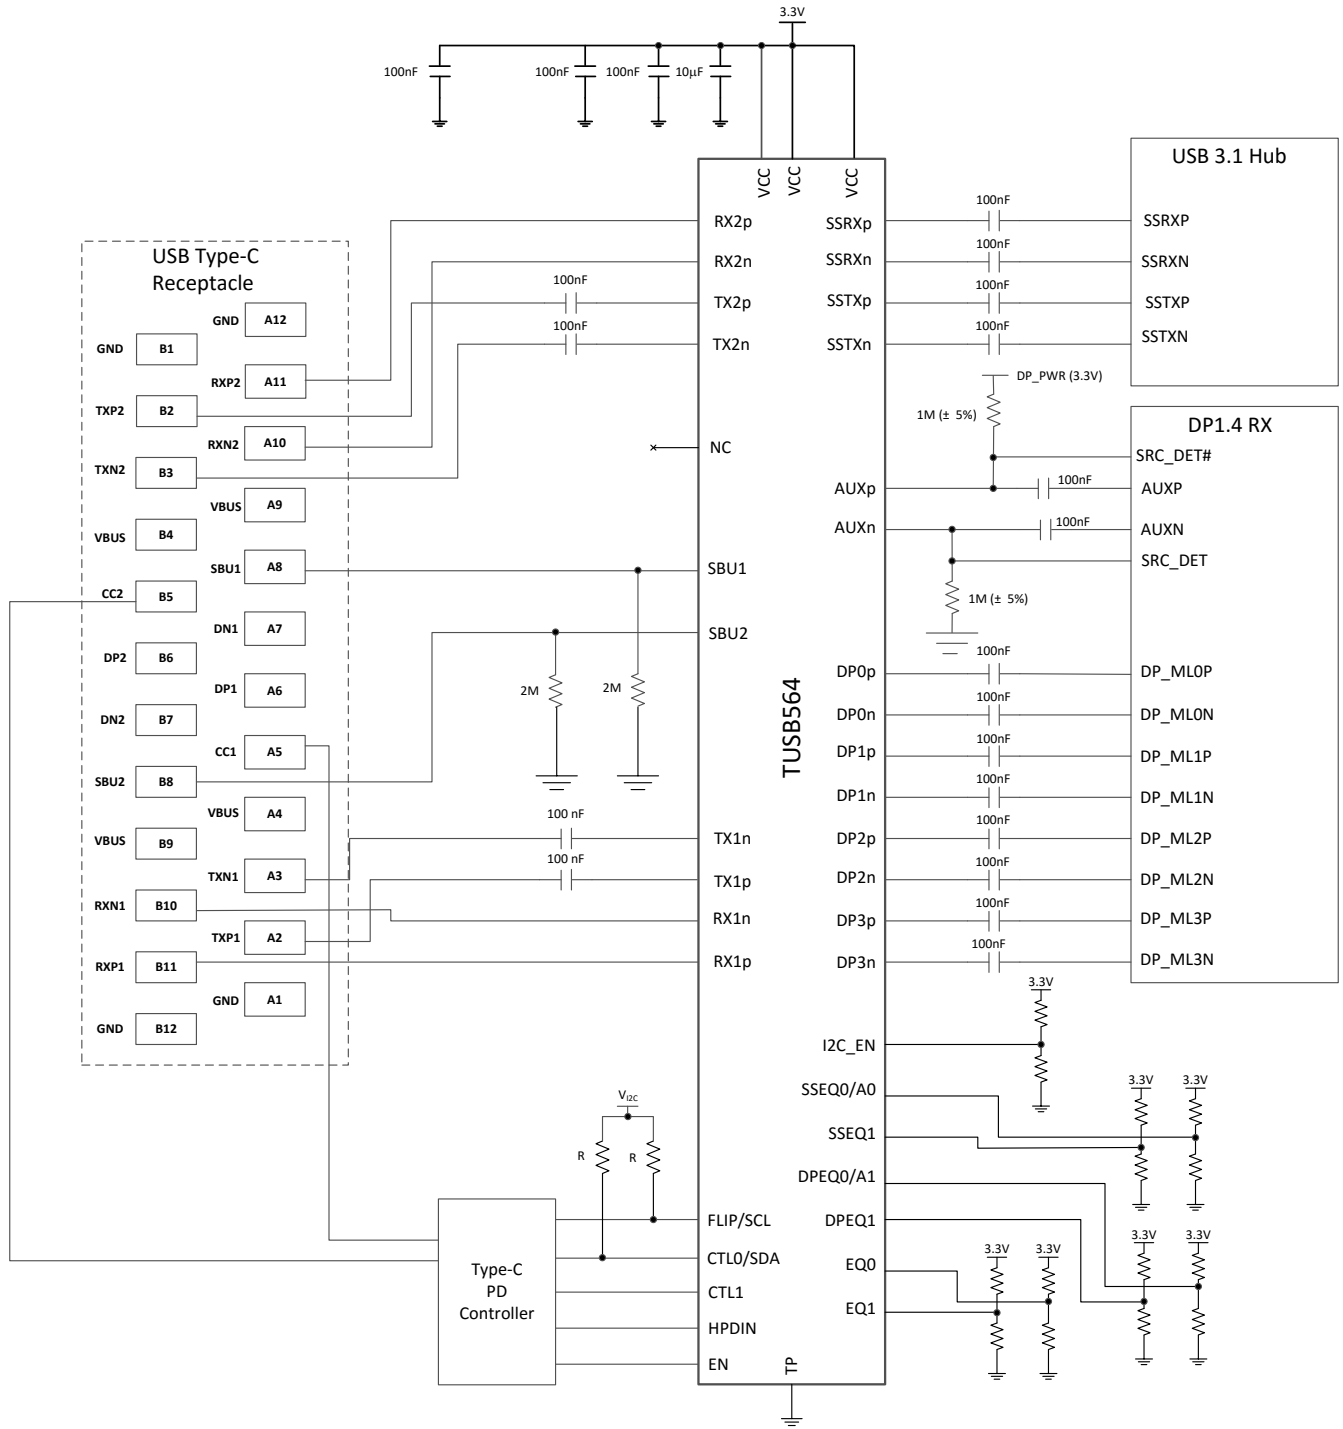 3.3V
100nF
100nF
100nF
10µF
USB 3.1 Hub
VCC
VCC
VCC
RX2p
SSRXp
100nF
SSRXP
RX2n
SSRXn
100nF
SSRXN
TX2p
100nF
SSTXp
100nF
SSTXP
TX2n
100nF
SSTXn
100nF
SSTXN
USB Type-C
Receptacle
GND
A12
GND
B1
RXP2
A11
TXP2
B2
RXN2
A10
TXN2
B3
VBUS
A9
VBUS
B4
SBU1
A8
CC2
B5
DN1
A7
DP2
B6
DP1
A6
DN2
B7
CC1
A5
SBU2
B8
VBUS
A4
VBUS
B9
TXN1
A3
RXN1
B10
TXP1
A2
RXP1
B11
GND
A1
GND
B12
DP_PWR (3.3V)
1M (± 5%)
DP1.4 RX
SRC_DET#
NC
AUXp
100nF
AUXP
AUXn
100nF
AUXN
SRC_DET
1M (± 5%)
SBU1
SBU2
2M
2M
TUSB564
DP0p
100nF
DP_ML0P
DP0n
100nF
DP_ML0N
DP1p
100nF
DP_ML1P
DP1n
100nF
DP_ML1N
100 nF
TX1n
DP2p
100nF
DP_ML2P
100 nF
TX1p
DP2n
100nF
DP_ML2N
RX1n
DP3p
100nF
DP_ML3P
RX1p
DP3n
100nF
DP_ML3N
3.3V
I2C_EN
SSEQ0/A0
3.3V
3.3V
SSEQ1
DPEQ0/A1
DPEQ1
3.3V
3.3V
EQ0
3.3V
3.3V
EQ1
VI2C
R
R
FLIP/SCL
CTL0/SDA
CTL1
HPDIN
EN
Type-C
PD
Controller
TP